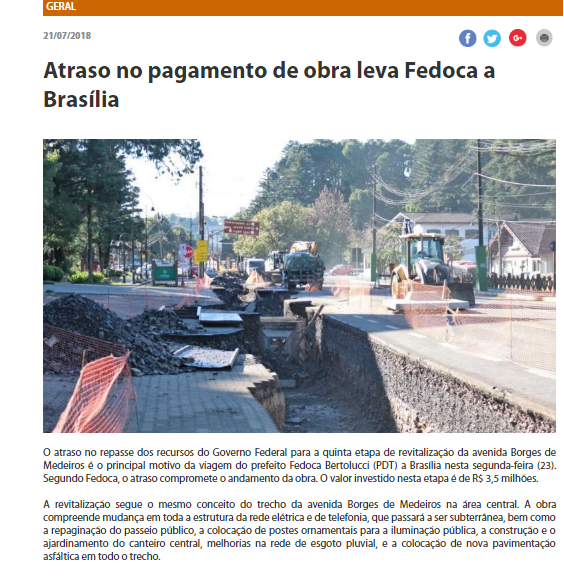 GERAL
21/07/2018
Atraso no pagamento de obra leva Fedoca a
Brasília
O atraso no repasse dos recursos do Governo Federal para a quinta etapa de revitalização da avenida Borges de
Medeiros é o principal motivo da viagem do prefeito Fedoca Bertolucci (PDT) a Brasília nesta segunda-feira (23).
Segundo Fedoca, o atraso compromete o andamento da obra. O valor investido nesta etapa é de R$ 3,5 milhões.
A revitalização segue o mesmo conceito do trecho da avenida Borges de Medeiros na área central. A obra
compreende mudança em toda a estrutura da rede elétrica e de telefonia, que passará a ser subterrânea, bem como
a repaginação do passeio público, a colocação de postes ornamentais para a iluminação pública, a construção e o
ajardinamento do canteiro central, melhorias na rede de esgoto pluvial, e a colocação de nova pavimentação
asfáltica em todo o trecho.